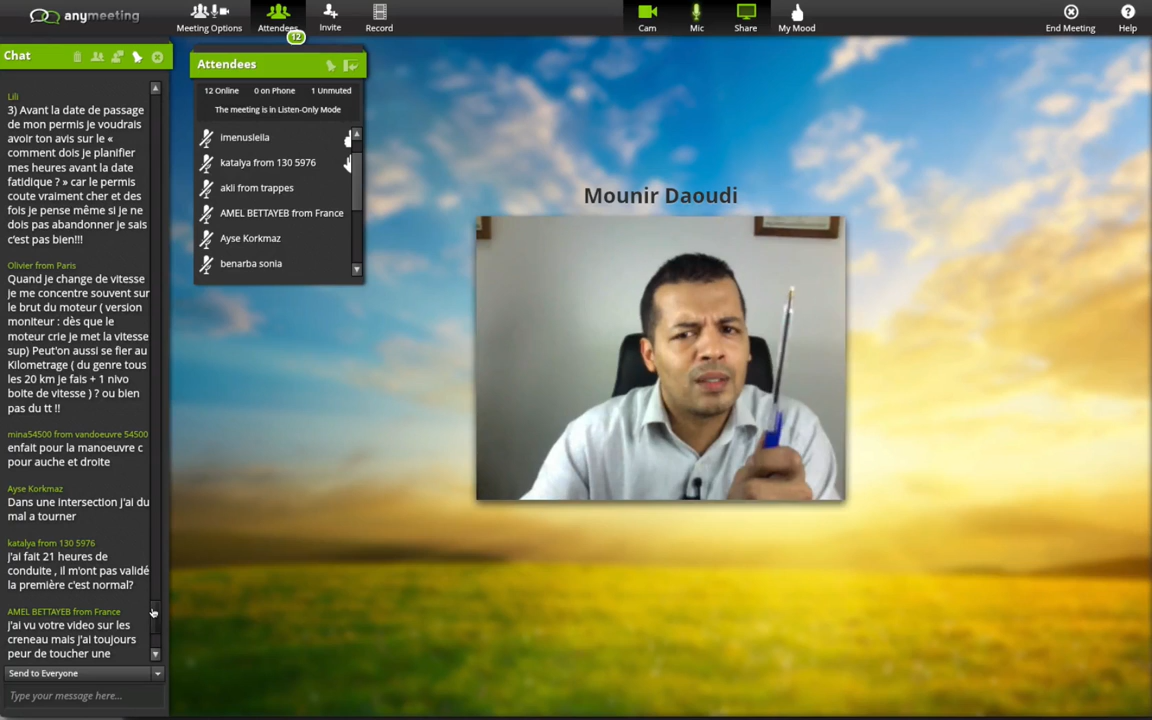 anymeeting
Meeting Options
Attendees
12
Invite
Record
Cam
Mic
Share
My Mood
End Meeting
Help
Chat
Lili
3) Avant la date de passage
de mon permis je voudrais
avoir ton avis sur le «
comment dois je planifier
mes heures avant la date
fatidique ? » car le permis
coute vraiment cher et des
fois je pense même si je ne
dois pas abandonner je sais
c'est pas bien!!!
Olivier from Paris
Quand je change de vitesse
je me concentre souvent sur
le brut du moteur ( version
moniteur : dès que le
moteur crie je met la vitesse
sup) Peut'on aussi se fier au
Kilometrage ( du genre tous
les 20 km je fais + 1 nivo
boite de vitesse ) ? ou bien
pas du tt !!
mina54500 from vandoeuvre 54500
enfait pour la manoeuvre c
pour auche et droite
Ayse Korkmaz
Dans une intersection j'ai du
mal a tourner
katalya from 130 5976
j'ai fait 21 heures de
conduite , il m'ont pas validé
la première c'est normal?
AMEL BETTAYEB from France
j'ai vu votre video sur les
creneau mais j'ai toujours
peur de toucher une
Send to Everyone
Type your message here...
Attendees
12 Online 0 on Phone 1 Unmuted
The meeting is in Listen-Only Mode
imenusleila
katalya from 130 5976
akli from trappes
AMEL BETTAYEB from France
Ayse Korkmaz
benarba sonia
Mounir Daoudi